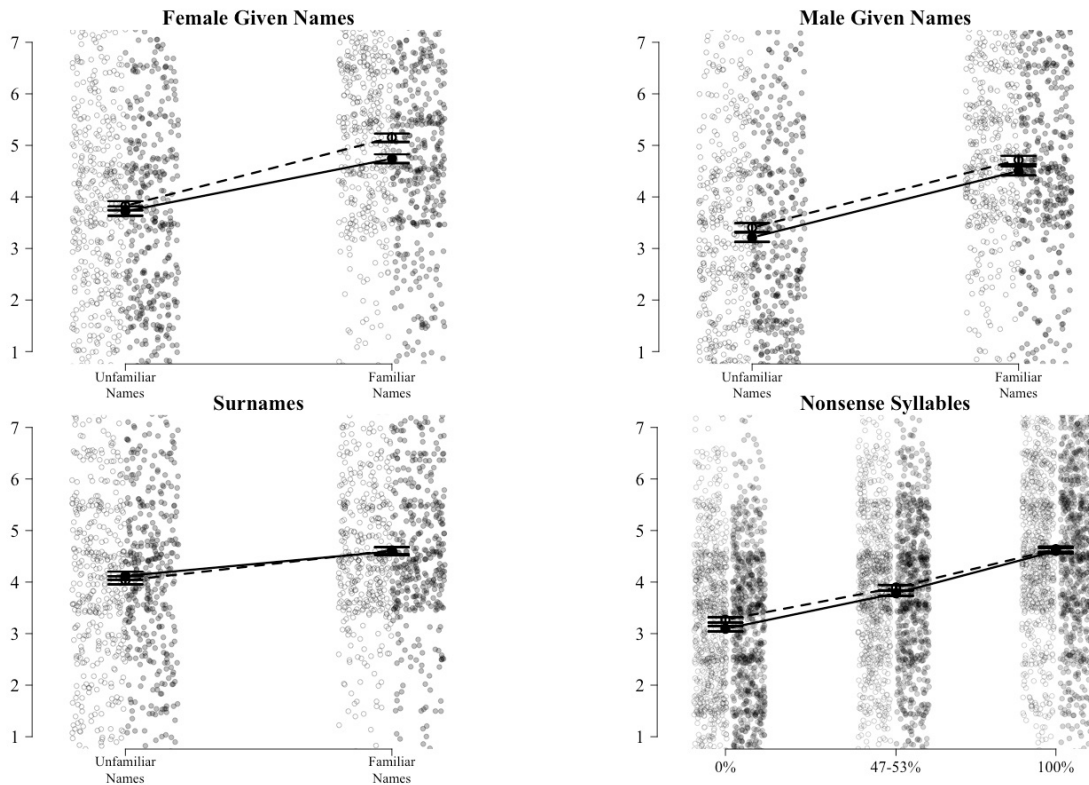 Female Given Names
7
6
5
4
3
2
1
Unfamiliar
Names
Familiar
Names
Male Given Names
7
6
5
4
3
2
1
Unfamiliar
Names
Familiar
Names
Surnames
7
6
5
4
3
2
1
Unfamiliar
Names
Familiar
Names
Nonsense Syllables
7
6
5
4
3
2
1
0%
47-53%
100%